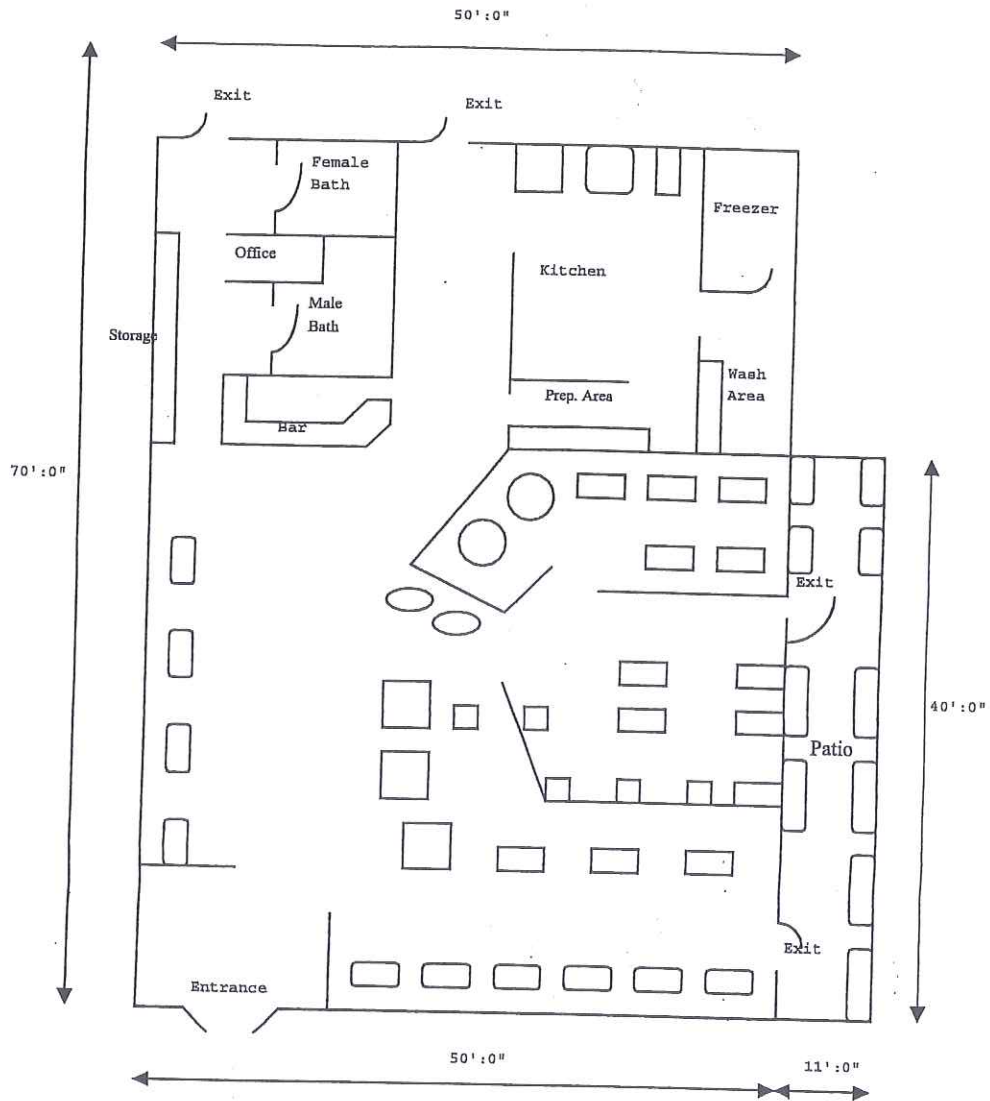 50':0"
Exit
Exit
Female
Bath
Freezer
Office
Kitchen
Male
Bath
Storage
Wash
Area
Prep. Area
Bar
70':0"
Exit
40':0"
Patio
Exit
Entrance
50':0"
11':0"